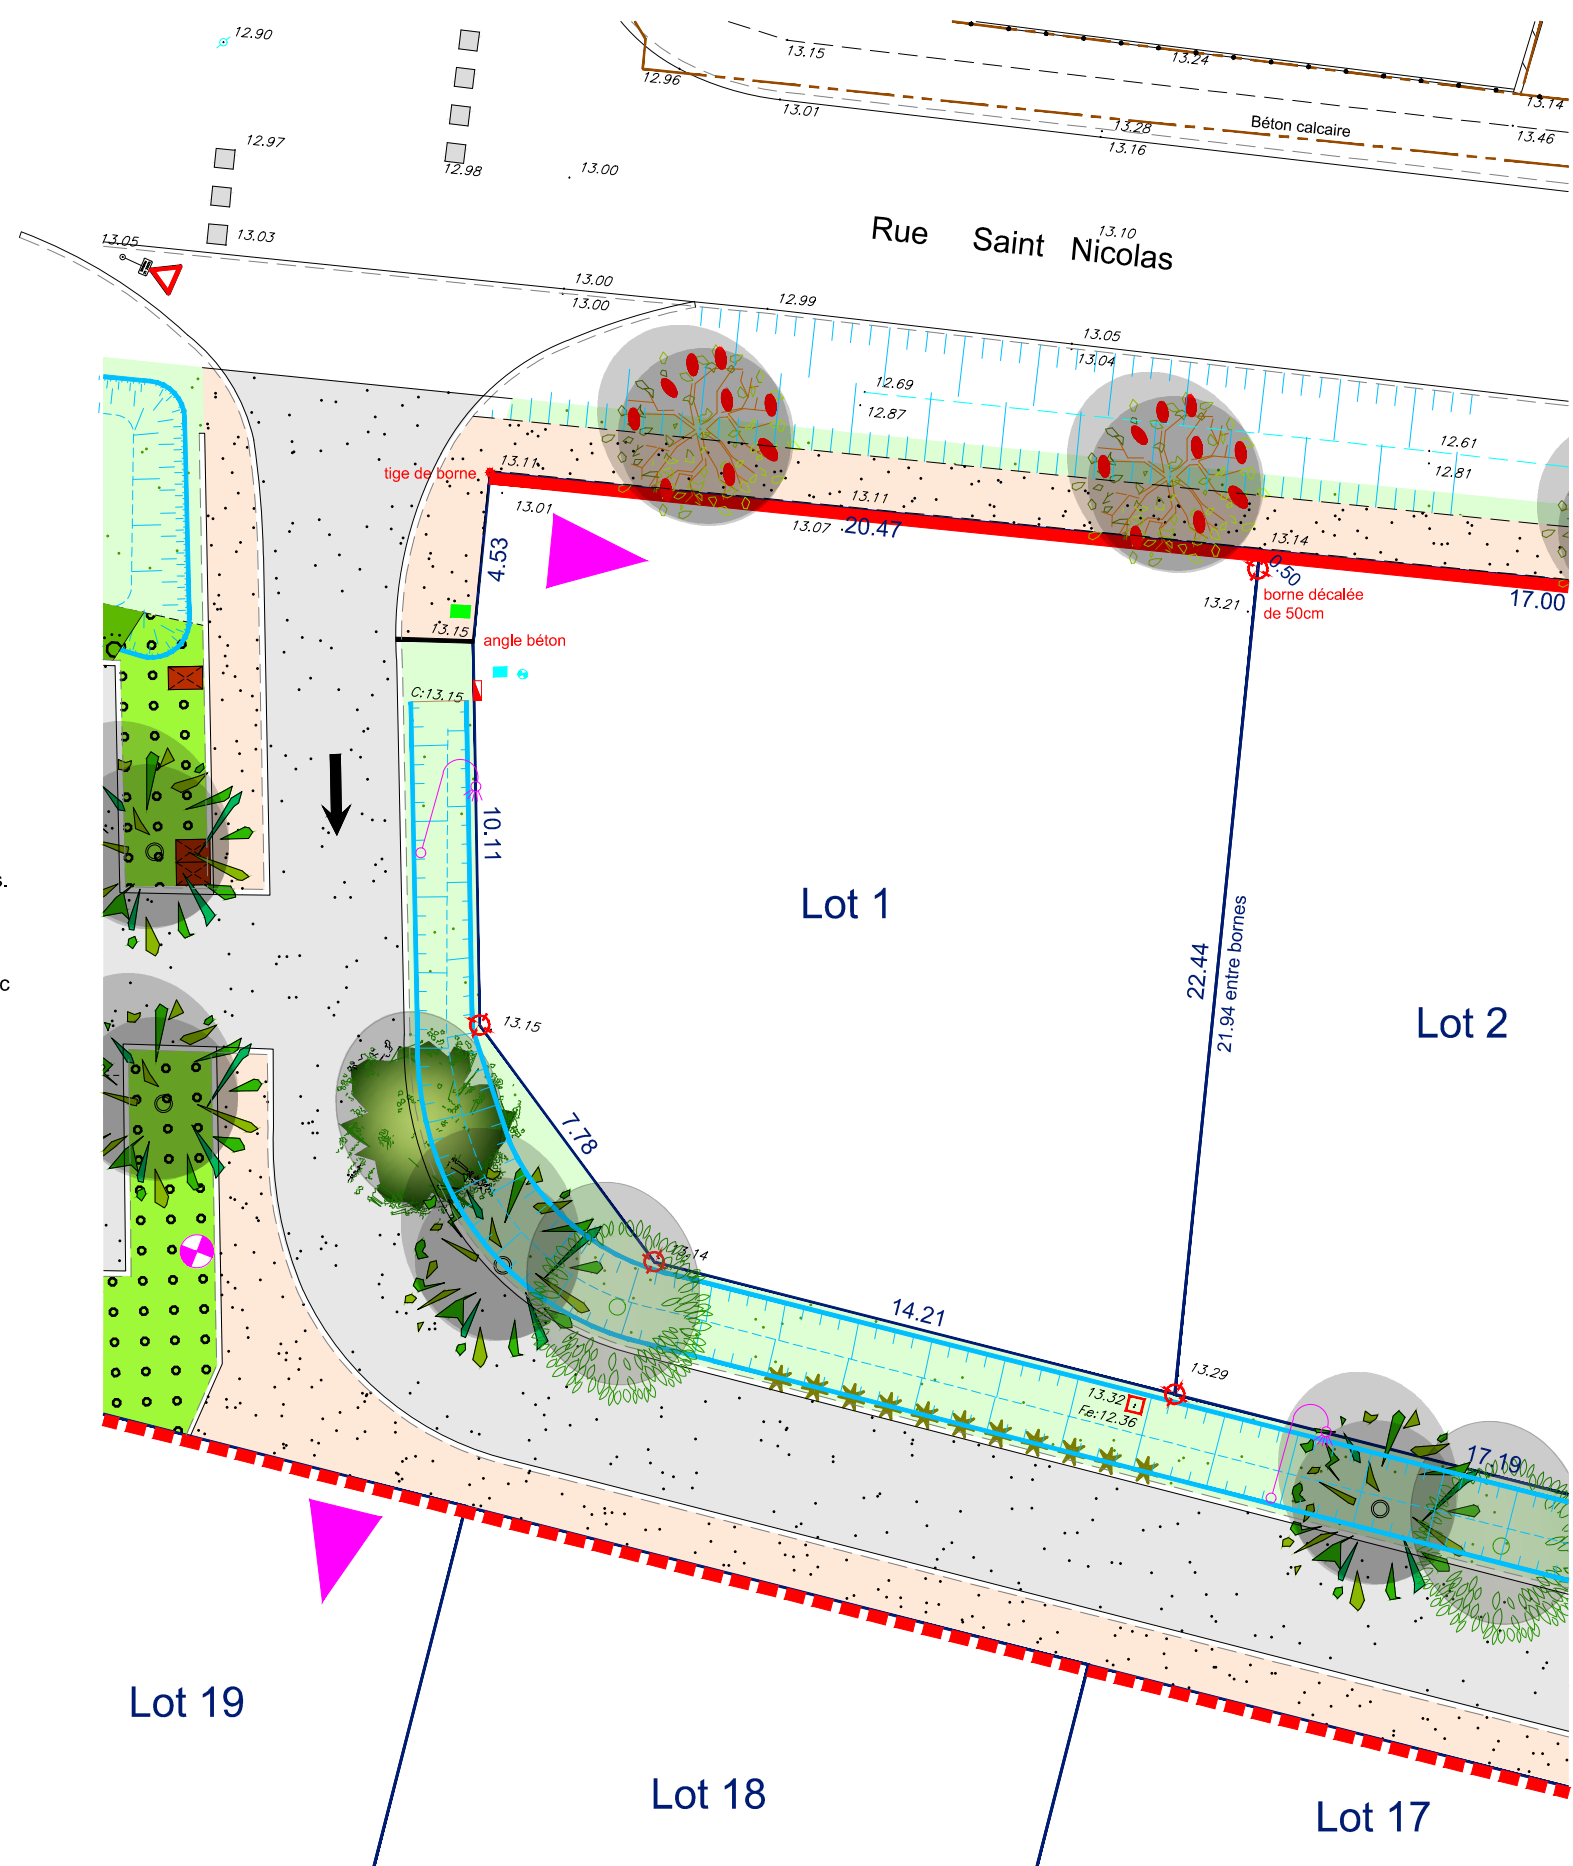 12.90
13.15
13.24
12.96
13.14
13.01
13.28
Béton calcaire
13.46
13.16
12.97
12.98
13.00
Rue Saint Nicolas
13.10
13.05
13.03
13.00
13.00
12.99
13.05
13.04
12.69
12.87
12.61
12.81
tige de borne
13.11
13.01
13.11
13.07
20.47
13.14
0.50
4.53
13.21
borne décalée
de 50cm
17.00
13.15
angle béton
C:13.15
10.11
s.
Lot 1
22.44
21.94 entre bornes
c
13.15
Lot 2
7.78
13.14
14.21
13.29
13.32
Fe:12.36
17.19
Lot 19
Lot 18
Lot 17